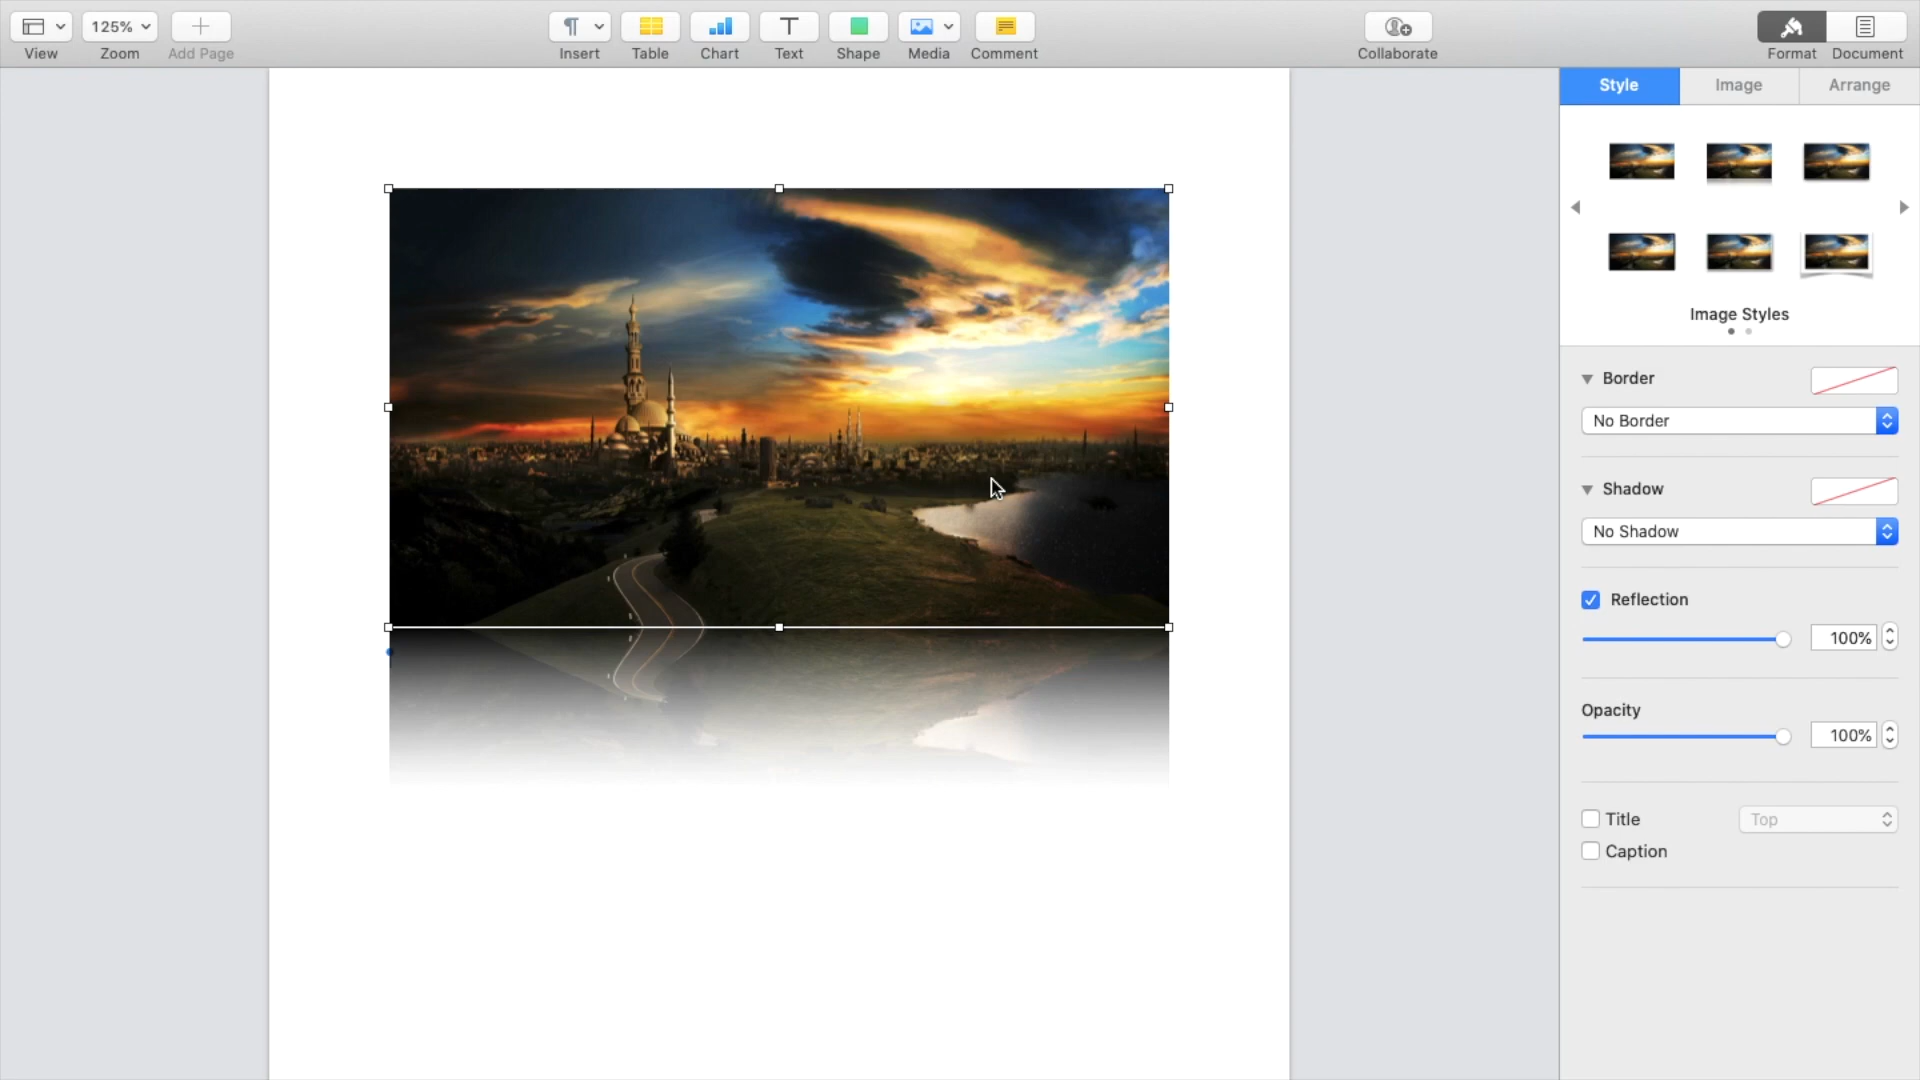 125%
View
Zoom
Add Page
Insert
Table
Chart
Text
Shape
Media
Comment
Collaborate
Format
Document
Style
Image
Arrange
Image Styles
Border
No Border
Shadow
No Shadow
Reflection
100%
Opacity
100%
Title
Top
Caption